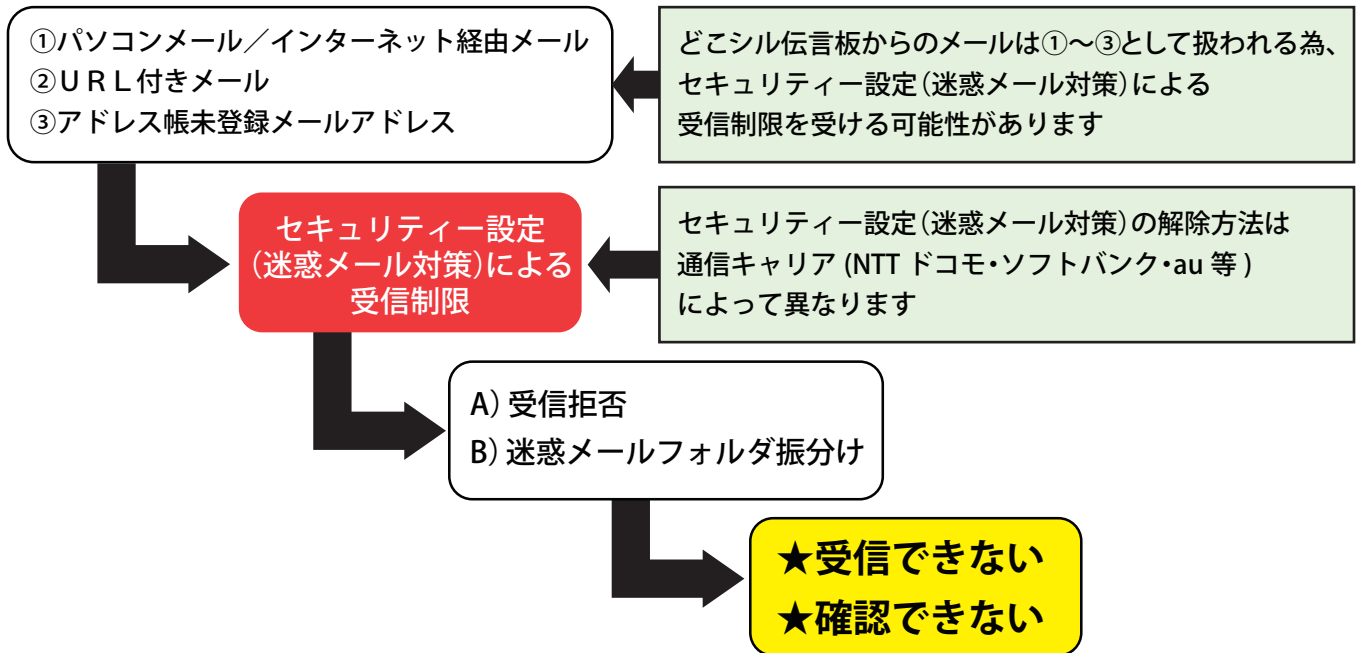 ①パソコンメール／インターネット経由メール
②ＵＲＬ付きメール
③アドレス帳未登録メールアドレス
どこシル伝言板からのメールは①～③として扱われる為、
セキュリティー設定（迷惑メール対策）による
受信制限を受ける可能性があります
セキュリティー設定
（迷惑メール対策）による
受信制限
セキュリティー設定（迷惑メール対策）の解除方法は
通信キャリア (NTT ドコモ・ソフトバンク・au 等 )
によって異なります
A）受信拒否
B）迷惑メールフォルダ振分け
★受信できない
★確認できない